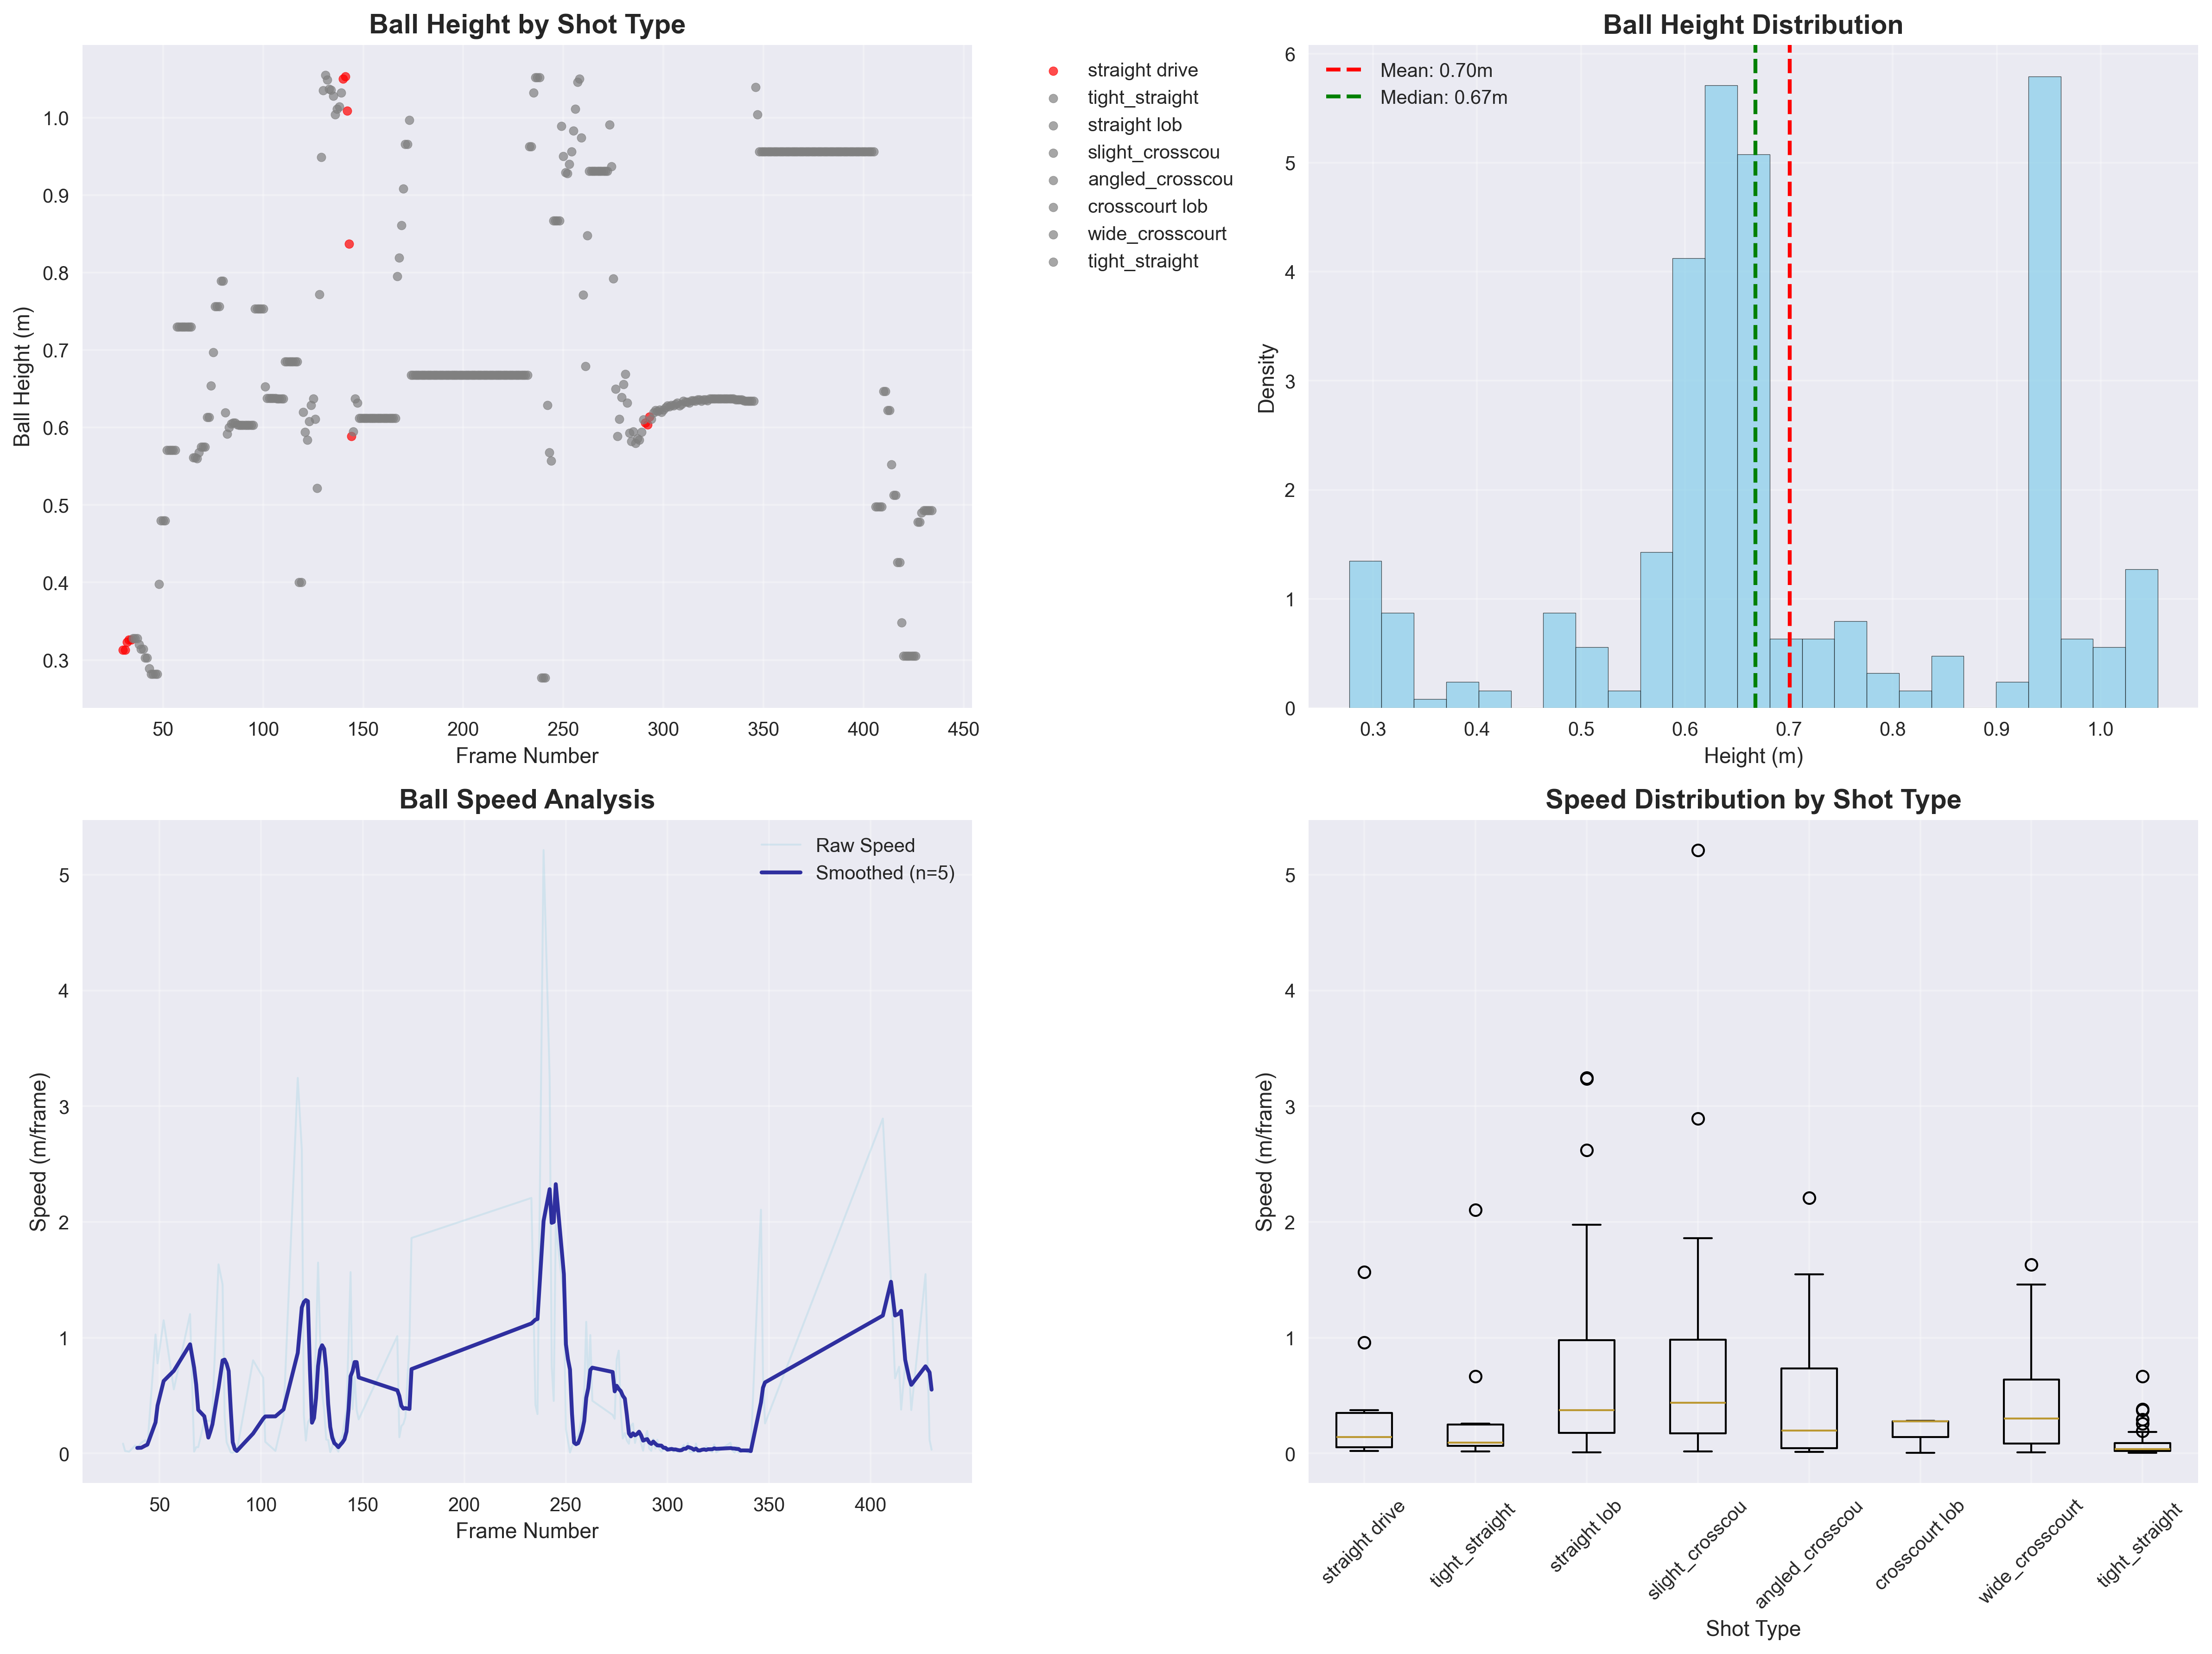 Ball Height by Shot Type
Ball Height (m)
1.0
0.9
0.8
0.7
0.6
0.5
0.4
0.3
50 100 150 200 250 300 350 400 450
Frame Number
straight drive
tight_straight
straight lob
slight_crosscou
angled_crosscou
crosscourt lob
wide_crosscourt
tight_straight
Ball Height Distribution
Mean: 0.70m
Median: 0.67m
Density
6
5
4
3
2
1
0
0.3 0.4 0.5 0.6 0.7 0.8 0.9 1.0
Height (m)
Ball Speed Analysis
Raw Speed
Smoothed (n=5)
Speed (m/frame)
5
4
3
2
1
0
50 100 150 200 250 300 350 400
Frame Number
Speed Distribution by Shot Type
Speed (m/frame)
5
4
3
2
1
0
straight drive
tight_straight
straight lob
slight_crosscou
angled_crosscou
crosscourt lob
wide_crosscourt
tight_straight
Shot Type